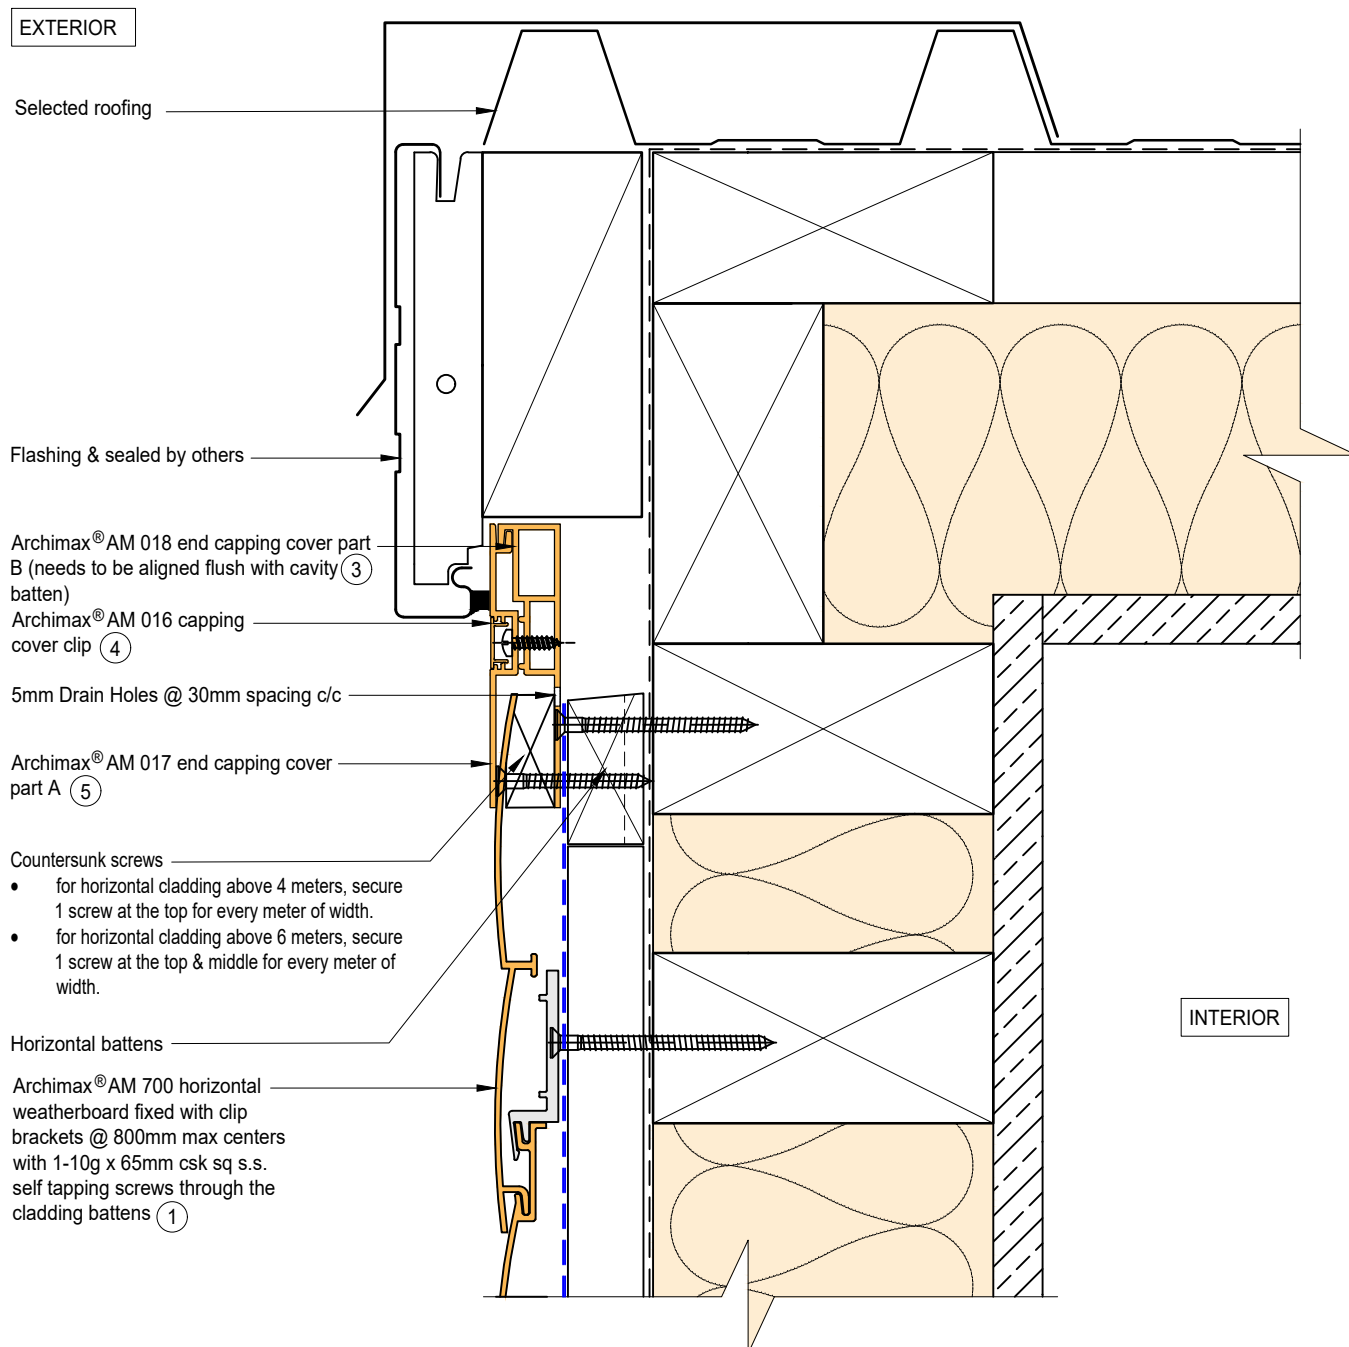 EXTERIOR
Selected roofing
Flashing & sealed by others
Archimax® AM 018 end capping cover part
B (needs to be aligned flush with cavity 3
batten)
Archimax® AM 016 capping
cover clip 4
5mm Drain Holes @ 30mm spacing c/c
Archimax® AM 017 end capping cover
part A 5
Countersunk screws
• for horizontal cladding above 4 meters, secure
1 screw at the top for every meter of width.
• for horizontal cladding above 6 meters, secure
1 screw at the top & middle for every meter of
width.
Horizontal battens
INTERIOR
Archimax® AM 700 horizontal
weatherboard fixed with clip
brackets @ 800mm max centers
with 1-10g x 65mm csk sq s.s.
self tapping screws through the
cladding battens 1